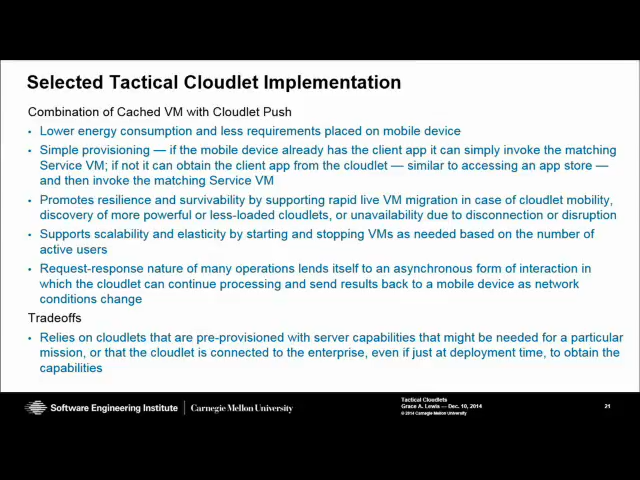 Selected Tactical Cloudlet Implementation
Combination of Cached VM with Cloudlet Push
• Lower energy consumption and less requirements placed on mobile device
• Simple provisioning — if the mobile device already has the client app it can simply invoke the matching
Service VM; if not it can obtain the client app from the cloudlet — similar to accessing an app store —
and then invoke the matching Service VM
• Promotes resilience and survivability by supporting rapid live VM migration in case of cloudlet mobility,
discovery of more powerful or less-loaded cloudlets, or unavailability due to disconnection or disruption
• Supports scalability and elasticity by starting and stopping VMs as needed based on the number of
active users
• Request-response nature of many operations lends itself to an asynchronous form of interaction in
which the cloudlet can continue processing and send results back to a mobile device as network
conditions change
Tradeoffs
• Relies on cloudlets that are pre-provisioned with server capabilities that might be needed for a particular
mission, or that the cloudlet is connected to the enterprise, even if just at deployment time, to obtain the
capabilities
Software Engineering Institute | Carnegie Mellon University
Tactical Cloudlets
Grace A. Lewis — Dec. 10, 2014
© 2014 Carnegie Mellon University
21